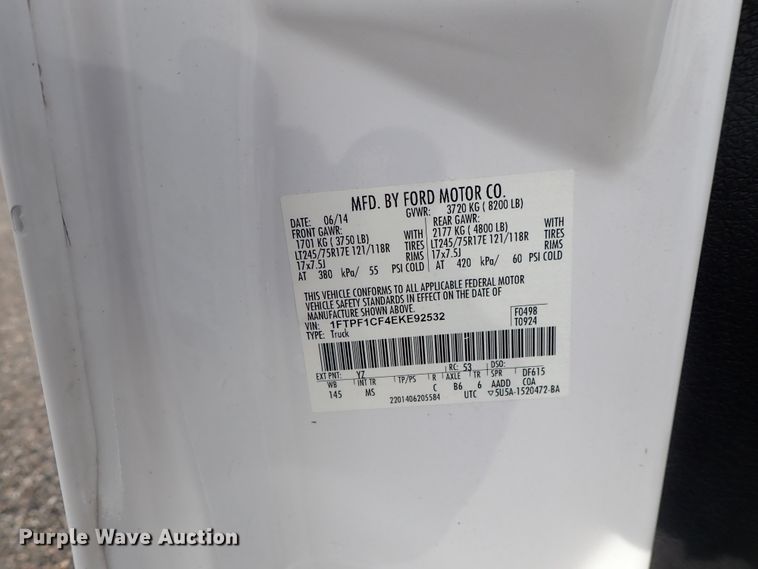 MFD. BY FORD MOTOR CO.
DATE: 06/14 GVWR: 3720 KG ( 8200 LB)
FRONT GAWR: REAR GAWR:
1701 KG ( 3750 LB) WITH 2177 KG ( 4800 LB) WITH
LT245/75R17E 121/118R TIRES LT245/75R17E 121/118R TIRES
17x7.5J RIMS 17x7.5J RIMS
AT 380 kPa/ 55 PSI COLD AT 420 kPa/ 60 PSI COLD
THIS VEHICLE CONFORMS TO ALL APPLICABLE FEDERAL MOTOR
VEHICLE SAFETY STANDARDS IN EFFECT ON THE DATE OF
MANUFACTURE SHOWN ABOVE.
VIN: 1FTPF1CF4EKE92532 F0498
TYPE: Truck T0924
EXT PNT: YZ RC: 53 DSO:
WB INT TR TP/PS R AXLE TR SPR DF615
145 MS C B6 6 AADD COA
2201406205584 UTC ▽5U5A-1520472-BA
Purple Wave Auction